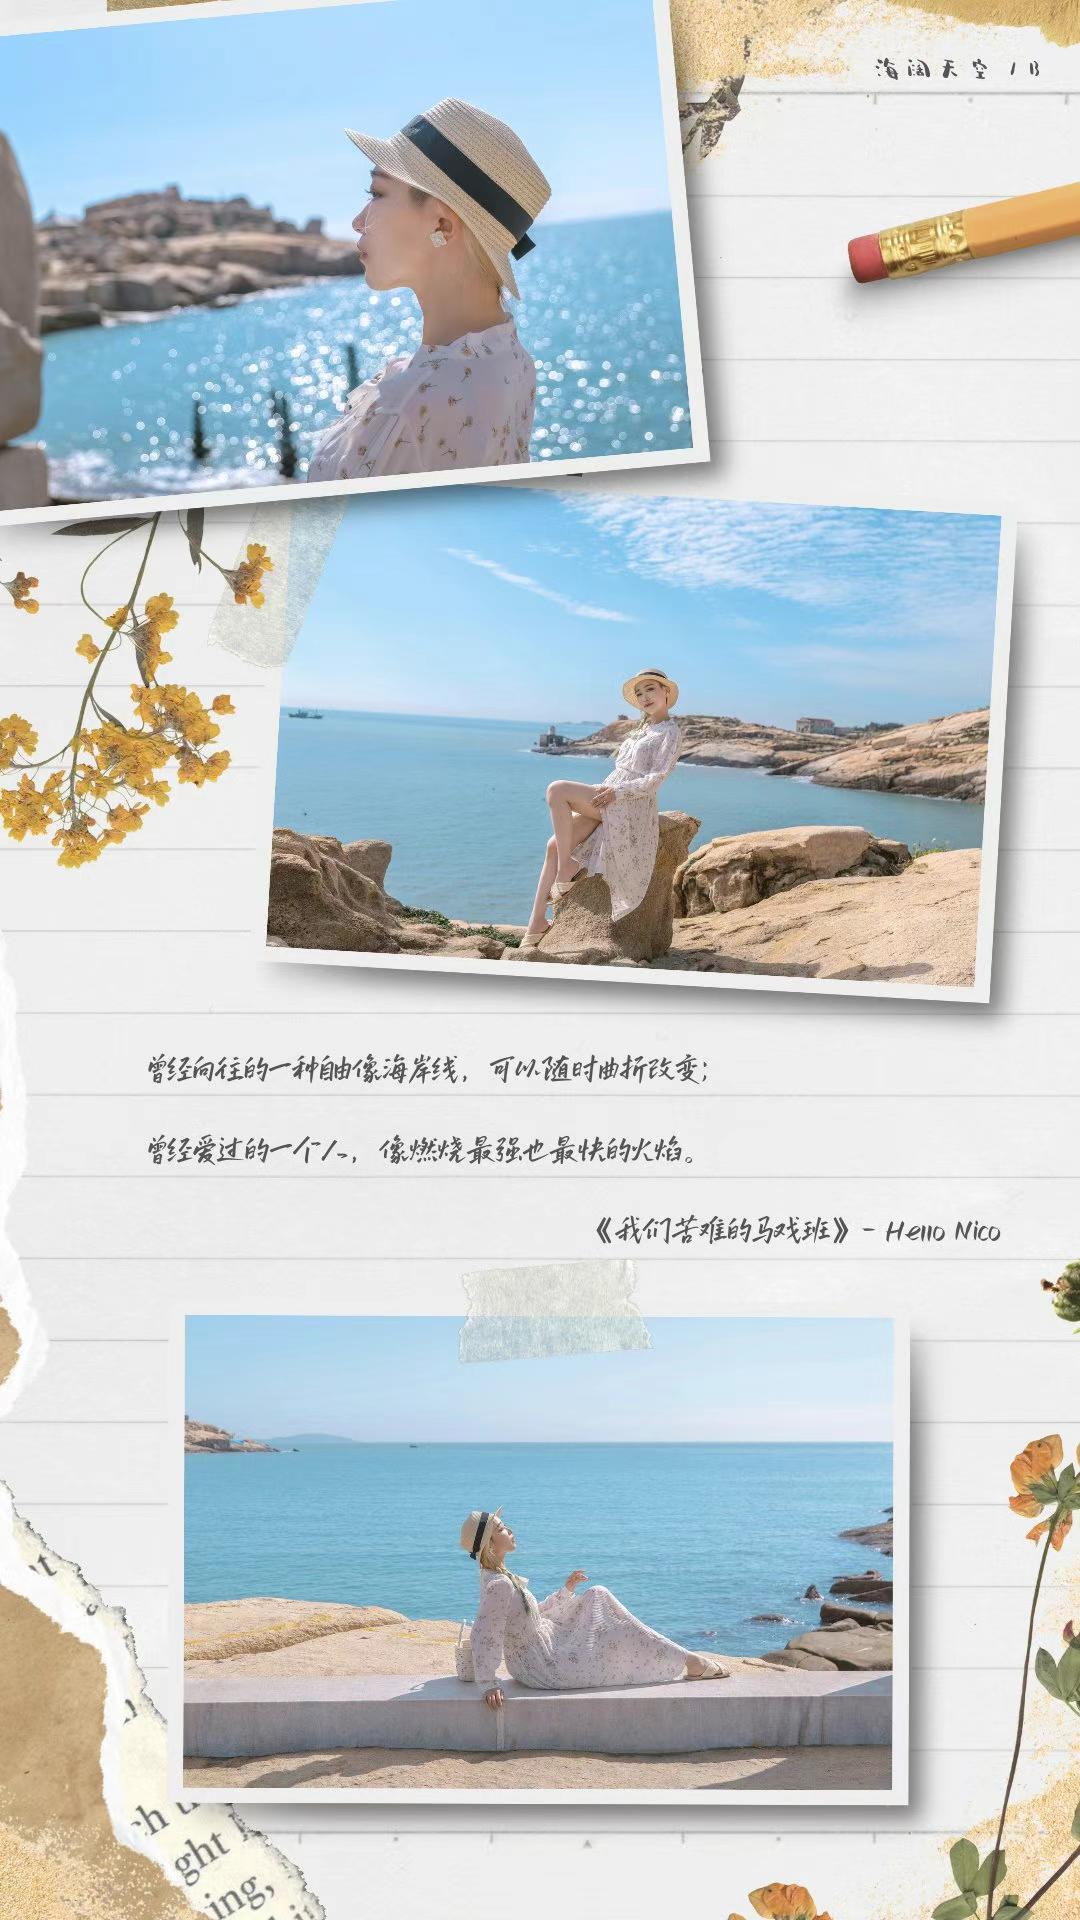 海阔天空 / B
曾经向往的一种自由像海岸线，可以随时曲折改变；
曾经爱过的一个人，像燃烧最强也最快的火焰。
《我们苦难的马戏班》- Hello Nico
ght
ing,